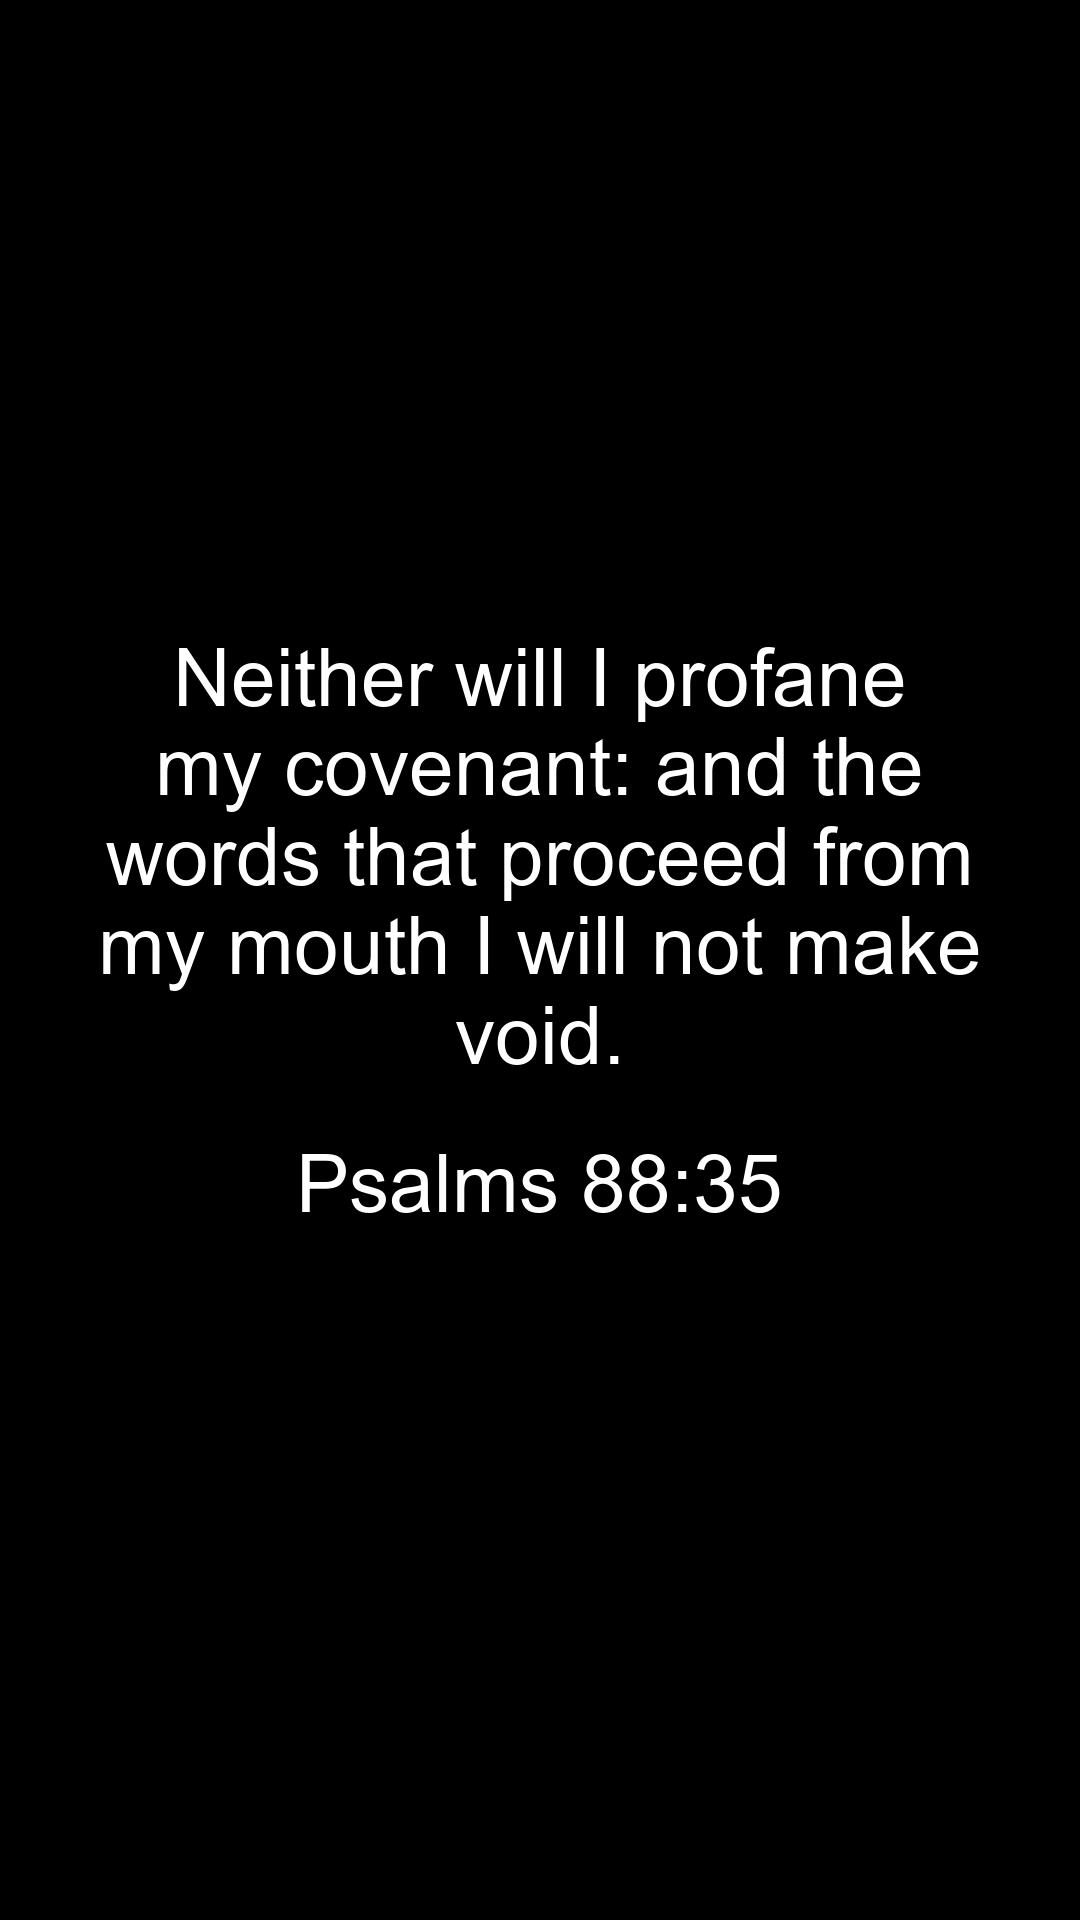 Neither will I profane
my covenant: and the
words that proceed from
my mouth I will not make
void.
Psalms 88:35